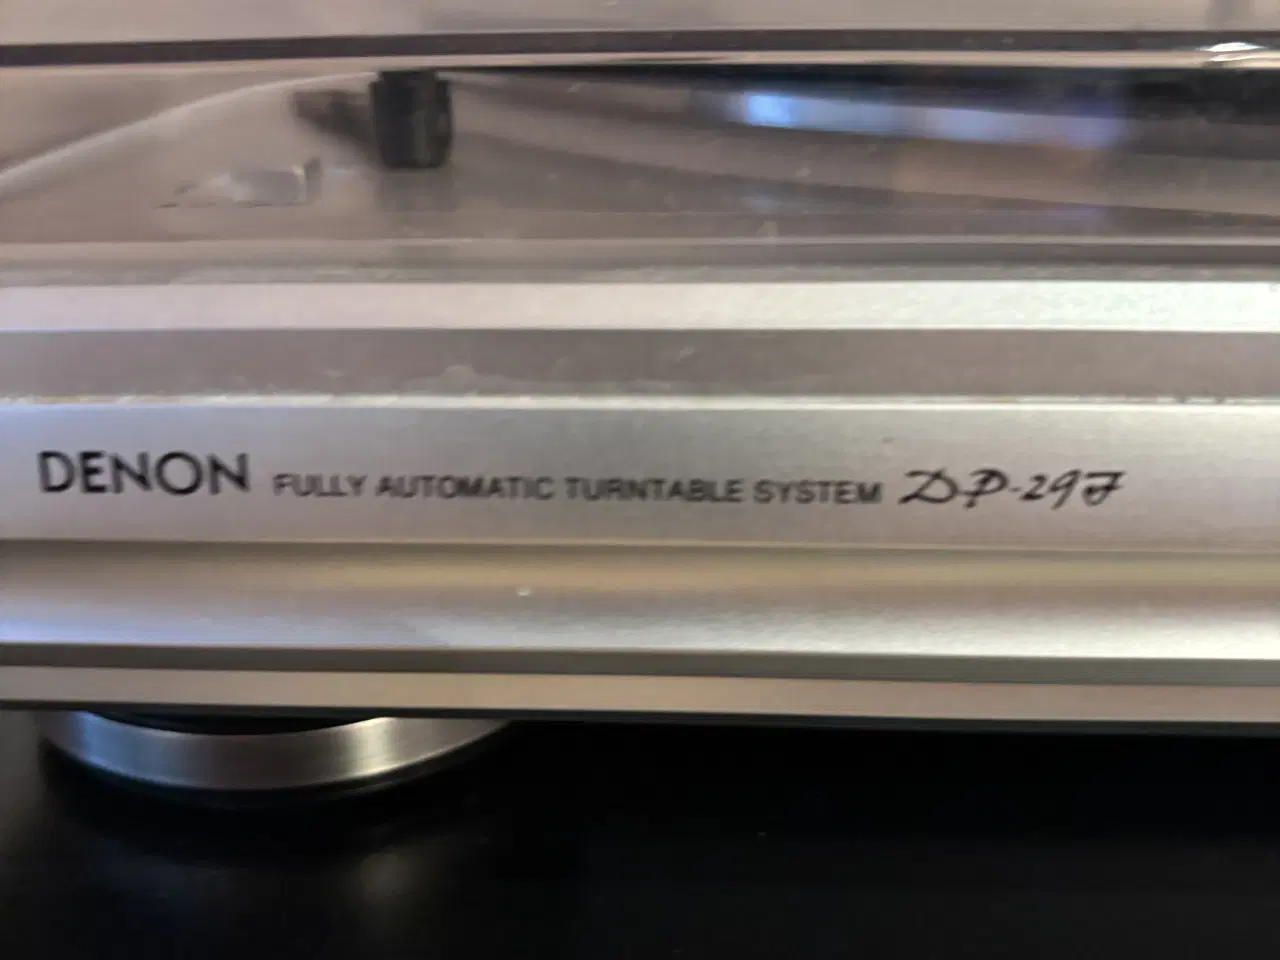 DENON FULLY AUTOMATIC TURNTABLE SYSTEM DP-29F